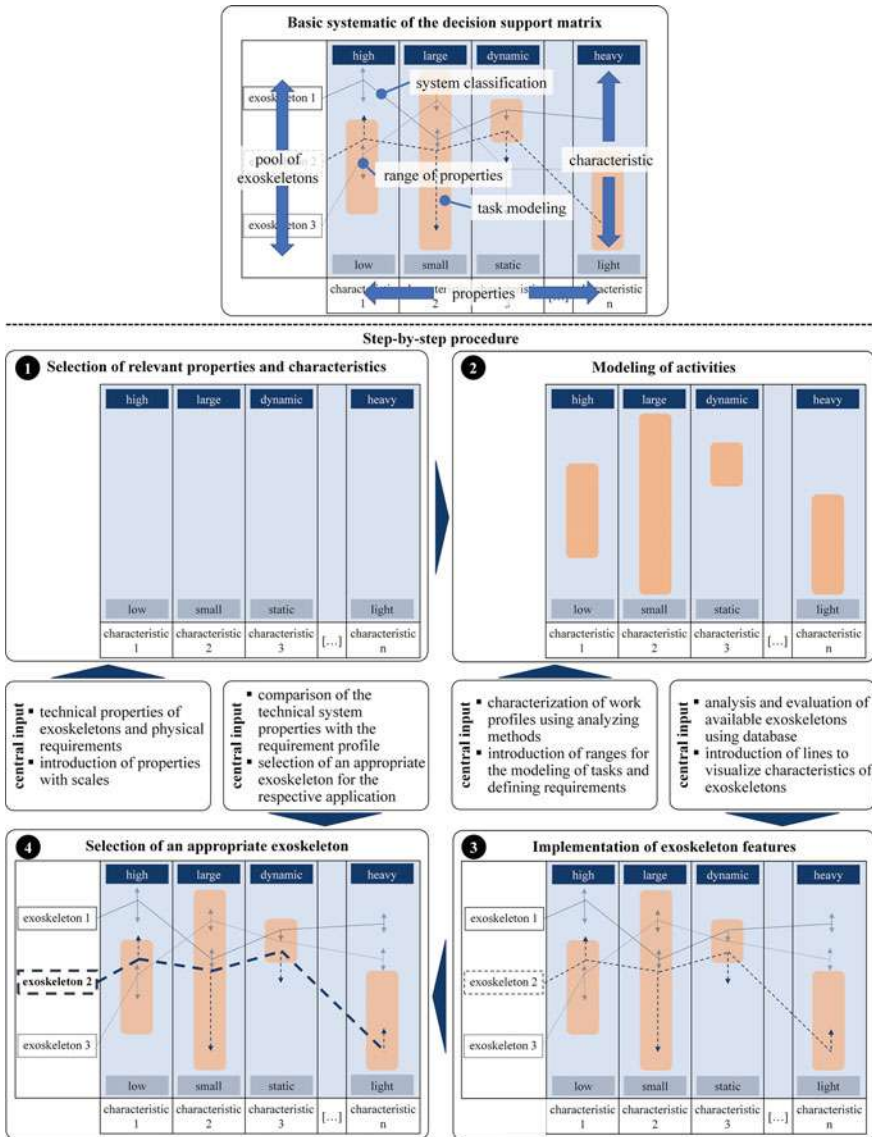 Basic systematic of the decision support matrix
high large dynamic heavy
exoskeleton 1
system classification
pool of
exoskeletons
characteristic
range of properties
task modeling
exoskeleton 3
low small static light
properties
1 2 3 [...] n
Step-by-step procedure
1 Selection of relevant properties and characteristics
high large dynamic heavy
low small static light
characteristic characteristic characteristic [...] characteristic
1 2 3 n
2 Modeling of activities
high large dynamic heavy
low small static light
characteristic characteristic characteristic [...] characteristic
1 2 3 n
central input
▪ technical properties of
exoskeletons and physical
requirements
▪ introduction of properties
with scales
central input
▪ comparison of the
technical system
properties with the
requirement profile
▪ selection of an appropriate
exoskeleton for the
respective application
central input
▪ characterization of work
profiles using analyzing
methods
▪ introduction of ranges for
the modeling of tasks and
defining requirements
central input
▪ analysis and evaluation of
available exoskeletons
using database
▪ introduction of lines to
visualize characteristics of
exoskeletons
4 Selection of an appropriate exoskeleton
high large dynamic heavy
exoskeleton 1
exoskeleton 2
exoskeleton 3
low small static light
characteristic characteristic characteristic [...] characteristic
1 2 3 n
3 Implementation of exoskeleton features
high large dynamic heavy
exoskeleton 1
exoskeleton 2
exoskeleton 3
low small static light
characteristic characteristic characteristic [...] characteristic
1 2 3 n